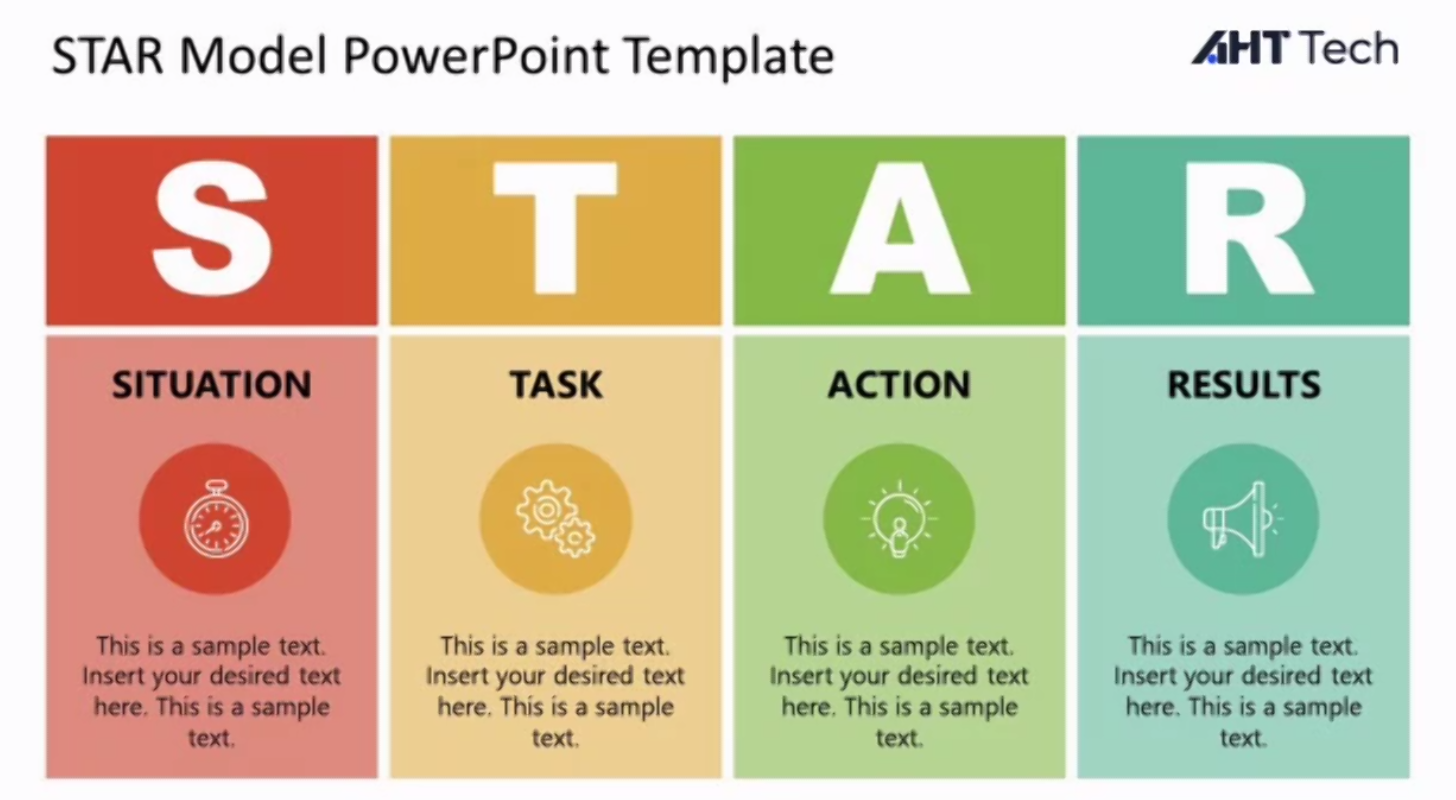 STAR Model PowerPoint Template
AHT Tech
S
T
A
R
SITUATION
TASK
ACTION
RESULTS
This is a sample text.
Insert your desired text
here. This is a sample
text.
This is a sample text.
Insert your desired text
here. This is a sample
text.
This is a sample text.
Insert your desired text
here. This is a sample
text.
This is a sample text.
Insert your desired text
here. This is a sample
text.